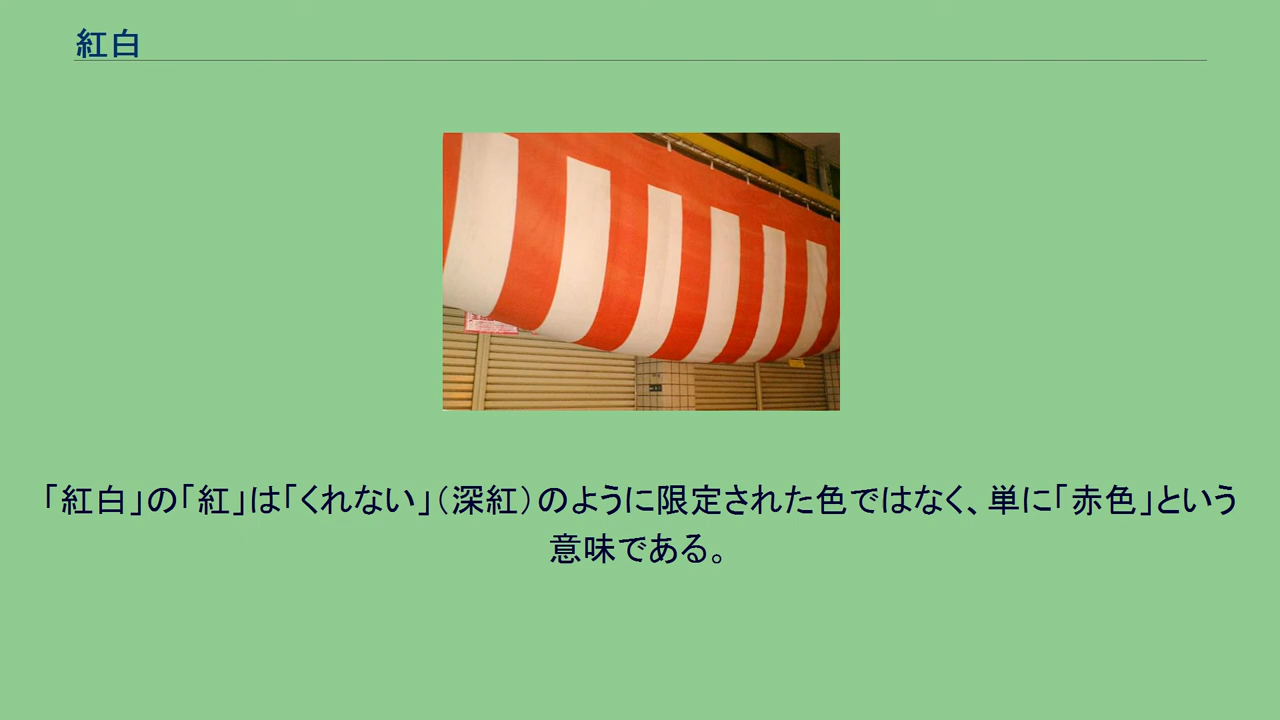 紅白
「紅白」の「紅」は「くれない」（深紅）のように限定された色ではなく、単に「赤色」という
意味である。